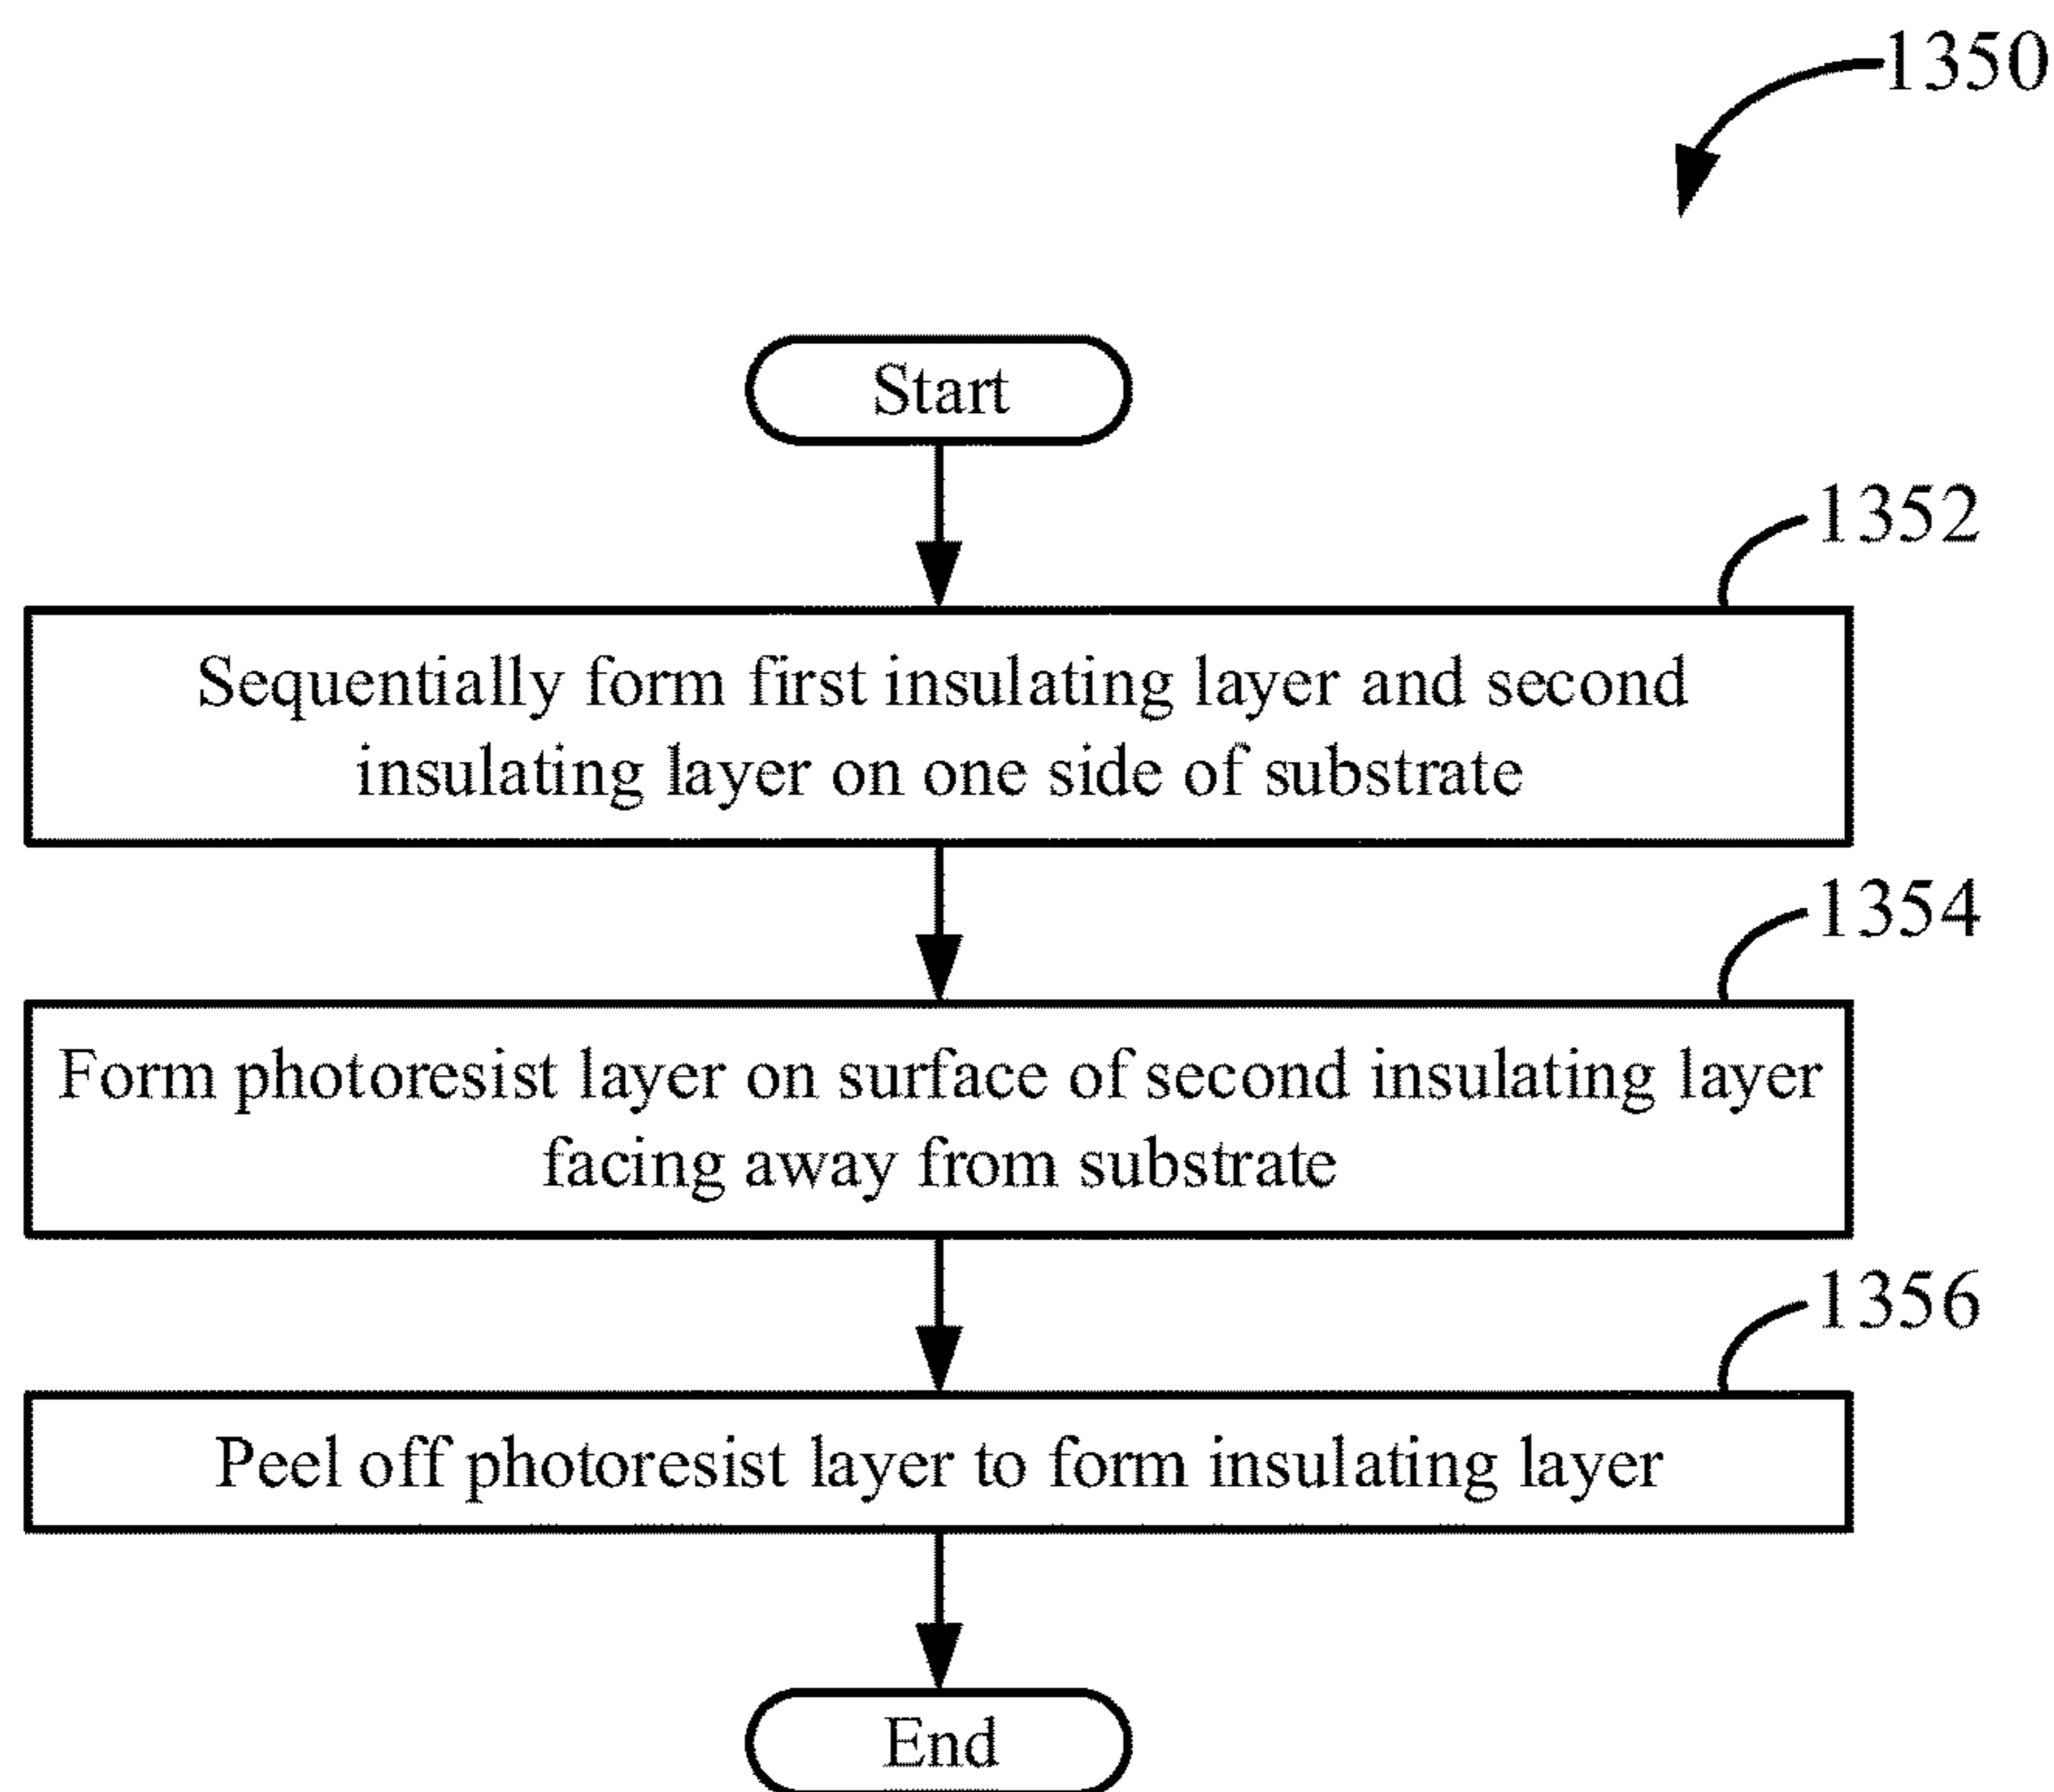 1350
Start
1352
Sequentially form first insulating layer and second
insulating layer on one side of substrate
1354
Form photoresist layer on surface of second insulating layer
facing away from substrate
1356
Peel off photoresist layer to form insulating layer
End